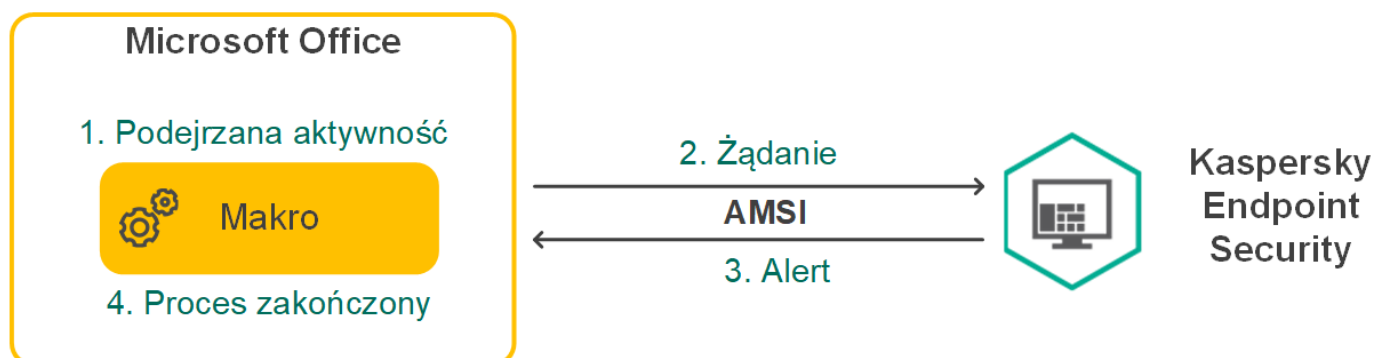 Microsoft Office
1. Podejrzana aktywność
Makro
4. Proces zakończony
2. Żądanie
AMSI
3. Alert
Kaspersky
Endpoint
Security